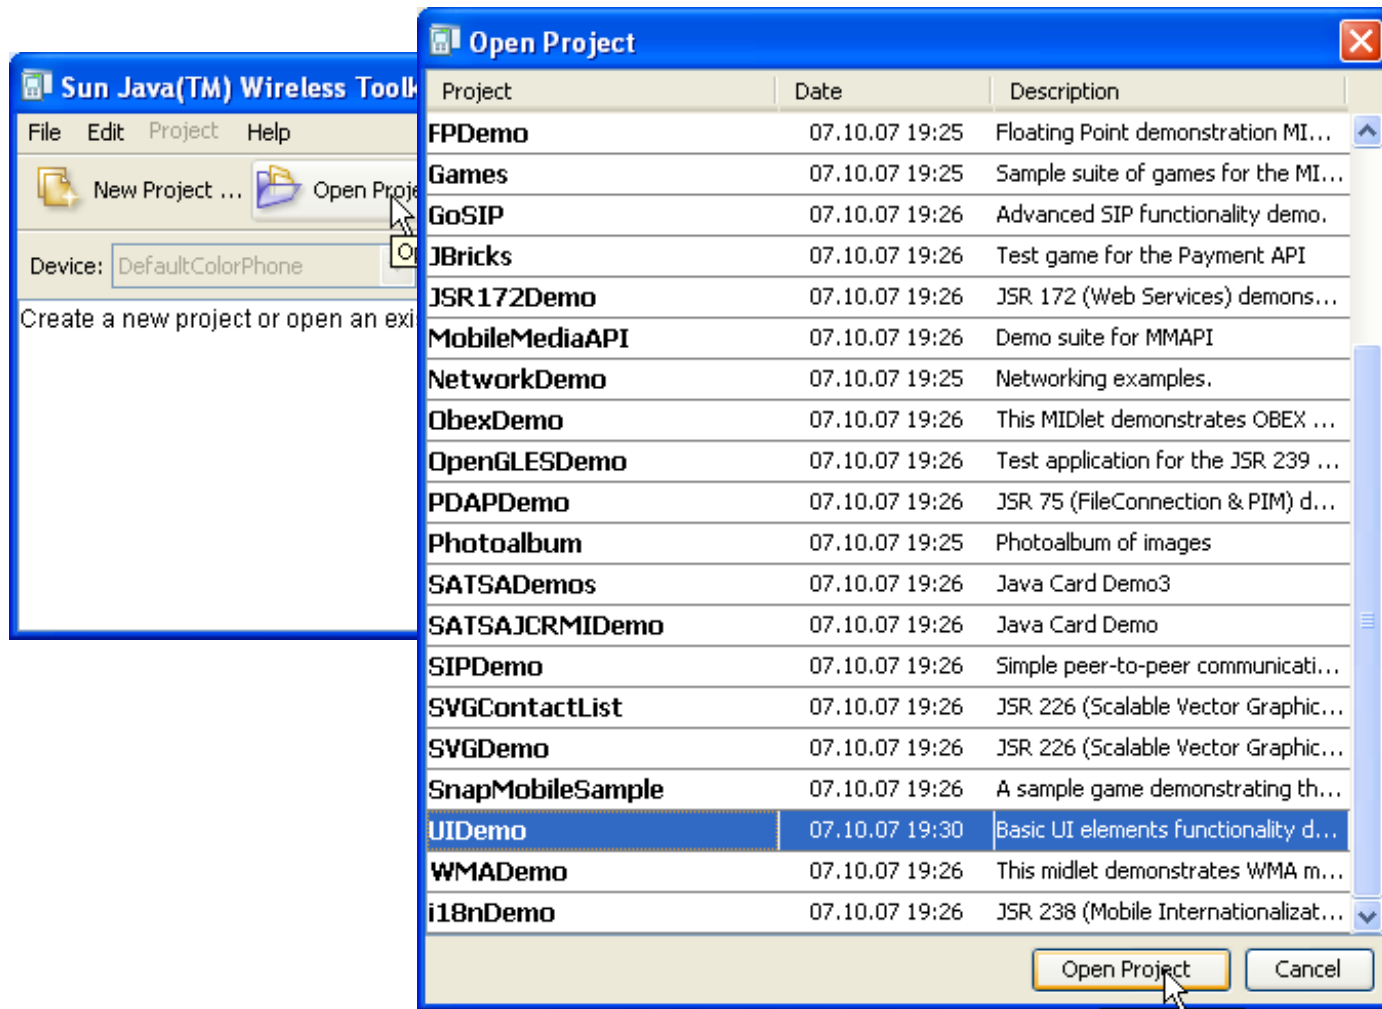 Sun Java(TM) Wireless Toolk
File Edit Project Help
New Project ... Open Proje
Device: DefaultColorPhone
Create a new project or open an exi
Open Project
Project Date Description
FPDemo 07.10.07 19:25 Floating Point demonstration MI...
Games 07.10.07 19:25 Sample suite of games for the MI...
GoSIP 07.10.07 19:26 Advanced SIP functionality demo.
JBricks 07.10.07 19:26 Test game for the Payment API
JSR172Demo 07.10.07 19:26 JSR 172 (Web Services) demons...
MobileMediaAPI 07.10.07 19:26 Demo suite for MMAPI
NetworkDemo 07.10.07 19:25 Networking examples.
ObexDemo 07.10.07 19:26 This MIDlet demonstrates OBEX ...
OpenGLESDemo 07.10.07 19:26 Test application for the JSR 239 ...
PDAPDemo 07.10.07 19:26 JSR 75 (FileConnection & PIM) d...
Photoalbum 07.10.07 19:25 Photoalbum of images
SATSADemos 07.10.07 19:26 Java Card Demo3
SATSAJCRMIDemo 07.10.07 19:26 Java Card Demo
SIPDemo 07.10.07 19:26 Simple peer-to-peer communicati...
SVGContactList 07.10.07 19:26 JSR 226 (Scalable Vector Graphic...
SVGDemo 07.10.07 19:26 JSR 226 (Scalable Vector Graphic...
SnapMobileSample 07.10.07 19:26 A sample game demonstrating th...
UIDemo 07.10.07 19:30 Basic UI elements functionality d...
WMADemo 07.10.07 19:26 This midlet demonstrates WMA m...
i18nDemo 07.10.07 19:26 JSR 238 (Mobile Internationalizat...
Open Project Cancel